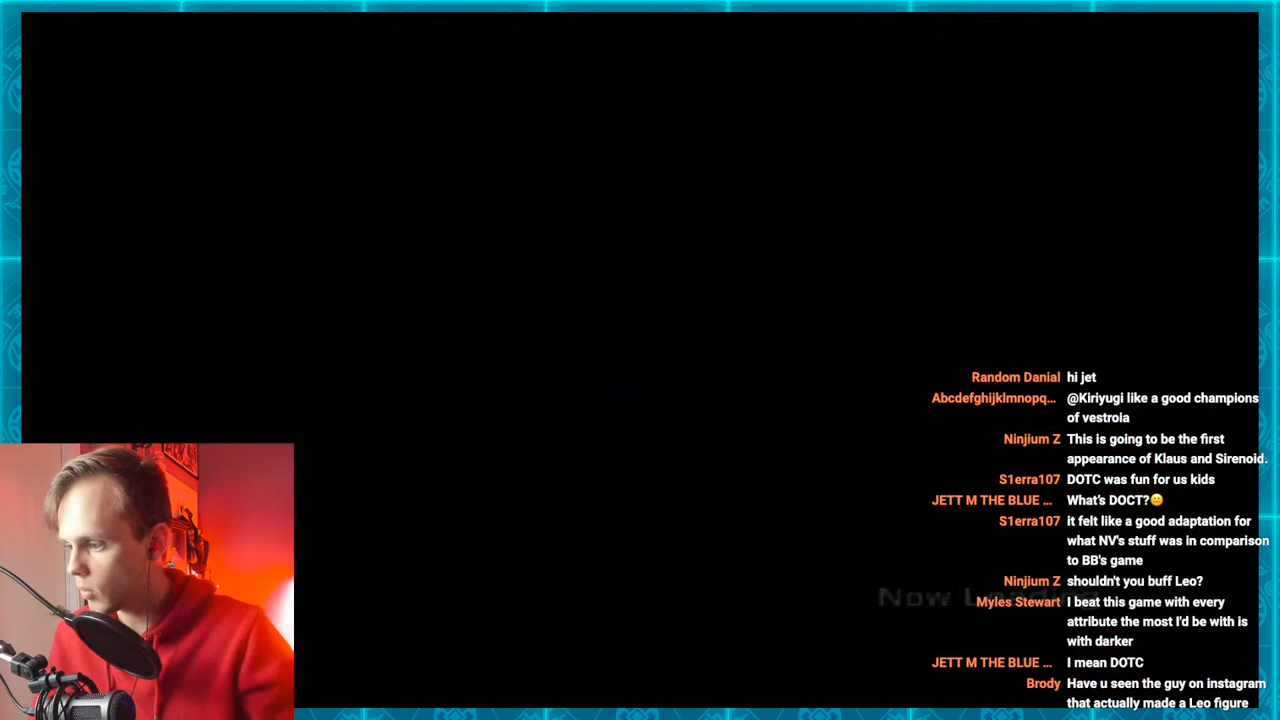 Random Danial hi jet
Abcdefghijklmnopq... @Kiriyugi like a good champions
of vestroia
Ninjium Z This is going to be the first
appearance of Klaus and Sirenoid.
S1erra107 DOTC was fun for us kids
JETT M THE BLUE ... What's DOCT?😐
S1erra107 it felt like a good adaptation for
what NV's stuff was in comparison
to BB's game
Ninjium Z shouldn't you buff Leo?
Now Loading
Myles Stewart I beat this game with every
attribute the most I'd be with is
with darker
JETT M THE BLUE ... I mean DOTC
Brody Have u seen the guy on instagram
that actually made a Leo figure